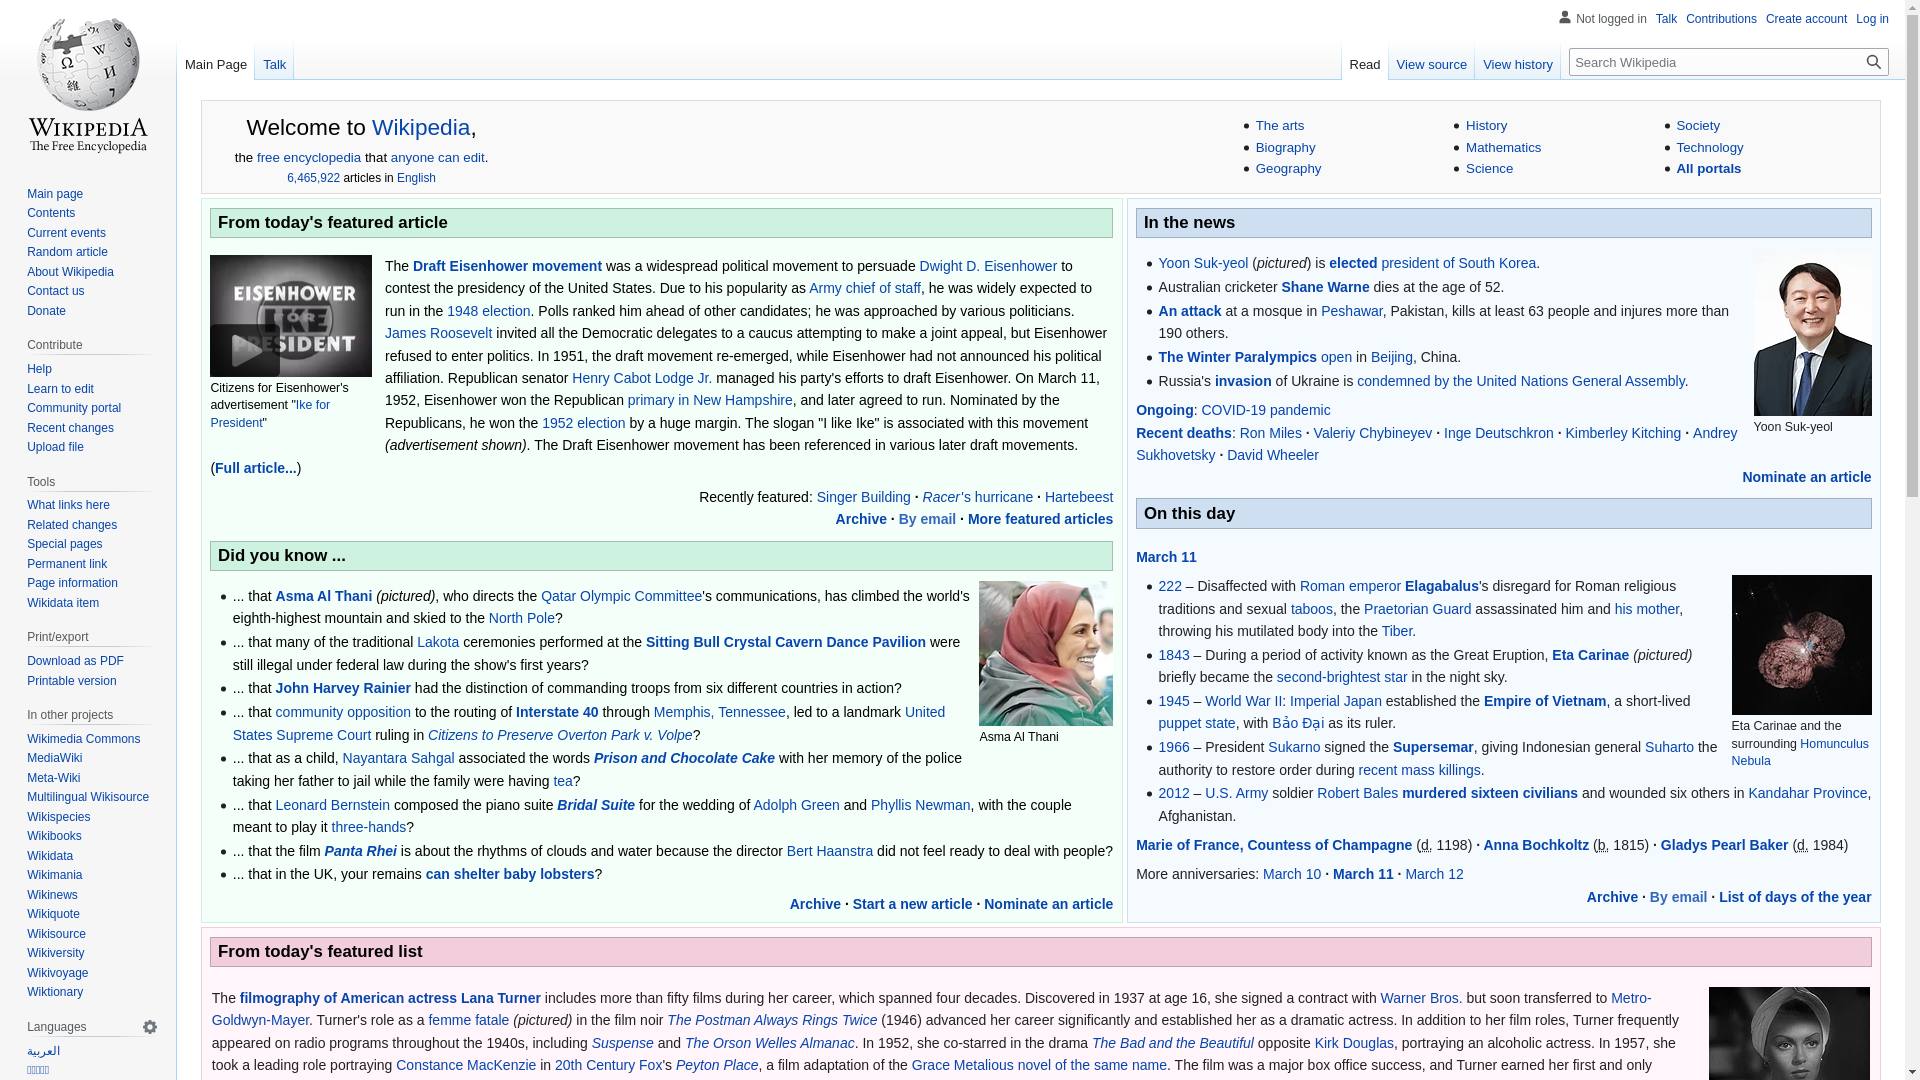 Not logged in Talk Contributions Create account Log in
Main Page Talk
Read View source View history Search Wikipedia
WIKIPEDIA
The Free Encyclopedia
Main page
Contents
Current events
Random article
About Wikipedia
Contact us
Donate
Contribute
Help
Learn to edit
Community portal
Recent changes
Upload file
Tools
What links here
Related changes
Special pages
Permanent link
Page information
Wikidata item
Print/export
Download as PDF
Printable version
In other projects
Wikimedia Commons
MediaWiki
Meta-Wiki
Multilingual Wikisource
Wikispecies
Wikibooks
Wikidata
Wikimania
Wikinews
Wikiquote
Wikisource
Wikiversity
Wikivoyage
Wiktionary
Languages
العربية
Welcome to Wikipedia,
the free encyclopedia that anyone can edit.
6,465,922 articles in English
The arts
Biography
Geography
History
Mathematics
Science
Society
Technology
All portals
From today's featured article
EISENHOWER
IKE
PRESIDENT
Citizens for Eisenhower's
advertisement "Ike for
President"
The Draft Eisenhower movement was a widespread political movement to persuade Dwight D. Eisenhower to
contest the presidency of the United States. Due to his popularity as Army chief of staff, he was widely expected to
run in the 1948 election. Polls ranked him ahead of other candidates; he was approached by various politicians.
James Roosevelt invited all the Democratic delegates to a caucus attempting to make a joint appeal, but Eisenhower
refused to enter politics. In 1951, the draft movement re-emerged, while Eisenhower had not announced his political
affiliation. Republican senator Henry Cabot Lodge Jr. managed his party's efforts to draft Eisenhower. On March 11,
1952, Eisenhower won the Republican primary in New Hampshire, and later agreed to run. Nominated by the
Republicans, he won the 1952 election by a huge margin. The slogan "I like Ike" is associated with this movement
(advertisement shown). The Draft Eisenhower movement has been referenced in various later draft movements.
(Full article...)
Recently featured: Singer Building · Racer's hurricane · Hartebeest
Archive · By email · More featured articles
Did you know ...
... that Asma Al Thani (pictured), who directs the Qatar Olympic Committee's communications, has climbed the world's
eighth-highest mountain and skied to the North Pole?
... that many of the traditional Lakota ceremonies performed at the Sitting Bull Crystal Cavern Dance Pavilion were
still illegal under federal law during the show's first years?
... that John Harvey Rainier had the distinction of commanding troops from six different countries in action?
... that community opposition to the routing of Interstate 40 through Memphis, Tennessee, led to a landmark United
States Supreme Court ruling in Citizens to Preserve Overton Park v. Volpe?
... that as a child, Nayantara Sahgal associated the words Prison and Chocolate Cake with her memory of the police
taking her father to jail while the family were having tea?
... that Leonard Bernstein composed the piano suite Bridal Suite for the wedding of Adolph Green and Phyllis Newman, with the couple
meant to play it three-hands?
... that the film Panta Rhei is about the rhythms of clouds and water because the director Bert Haanstra did not feel ready to deal with people?
... that in the UK, your remains can shelter baby lobsters?
Asma Al Thani
Archive · Start a new article · Nominate an article
In the news
Yoon Suk-yeol (pictured) is elected president of South Korea.
Australian cricketer Shane Warne dies at the age of 52.
An attack at a mosque in Peshawar, Pakistan, kills at least 63 people and injures more than
190 others.
The Winter Paralympics open in Beijing, China.
Russia's invasion of Ukraine is condemned by the United Nations General Assembly.
Yoon Suk-yeol
Ongoing: COVID-19 pandemic
Recent deaths: Ron Miles · Valeriy Chybineyev · Inge Deutschkron · Kimberley Kitching · Andrey
Sukhovetsky · David Wheeler
Nominate an article
On this day
March 11
222 – Disaffected with Roman emperor Elagabalus's disregard for Roman religious
traditions and sexual taboos, the Praetorian Guard assassinated him and his mother,
throwing his mutilated body into the Tiber.
1843 – During a period of activity known as the Great Eruption, Eta Carinae (pictured)
briefly became the second-brightest star in the night sky.
1945 – World War II: Imperial Japan established the Empire of Vietnam, a short-lived
puppet state, with Bảo Đại as its ruler.
1966 – President Sukarno signed the Supersemar, giving Indonesian general Suharto the
authority to restore order during recent mass killings.
2012 – U.S. Army soldier Robert Bales murdered sixteen civilians and wounded six others in Kandahar Province,
Afghanistan.
Eta Carinae and the
surrounding Homunculus
Nebula
Marie of France, Countess of Champagne (d. 1198) · Anna Bochkoltz (b. 1815) · Gladys Pearl Baker (d. 1984)
More anniversaries: March 10 · March 11 · March 12
Archive · By email · List of days of the year
From today's featured list
The filmography of American actress Lana Turner includes more than fifty films during her career, which spanned four decades. Discovered in 1937 at age 16, she signed a contract with Warner Bros. but soon transferred to Metro-
Goldwyn-Mayer. Turner's role as a femme fatale (pictured) in the film noir The Postman Always Rings Twice (1946) advanced her career significantly and established her as a dramatic actress. In addition to her film roles, Turner frequently
appeared on radio programs throughout the 1940s, including Suspense and The Orson Welles Almanac. In 1952, she co-starred in the drama The Bad and the Beautiful opposite Kirk Douglas, portraying an alcoholic actress. In 1957, she
took a leading role portraying Constance MacKenzie in 20th Century Fox's Peyton Place, a film adaptation of the Grace Metalious novel of the same name. The film was a major box office success, and Turner earned her first and only